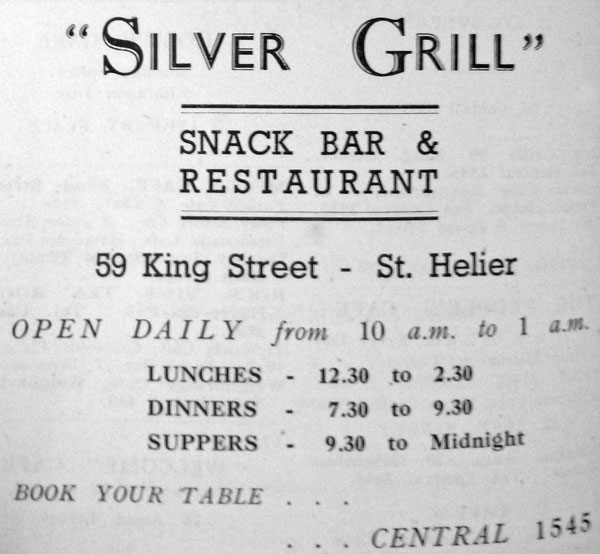 "SILVER GRILL"
SNACK BAR &
RESTAURANT
59 King Street - St. Helier
OPEN DAILY from 10 a.m. to 1 a.m.
LUNCHES - 12.30 to 2.30
DINNERS - 7.30 to 9.30
SUPPERS - 9.30 to Midnight
BOOK YOUR TABLE . . .
. . . CENTRAL 1545